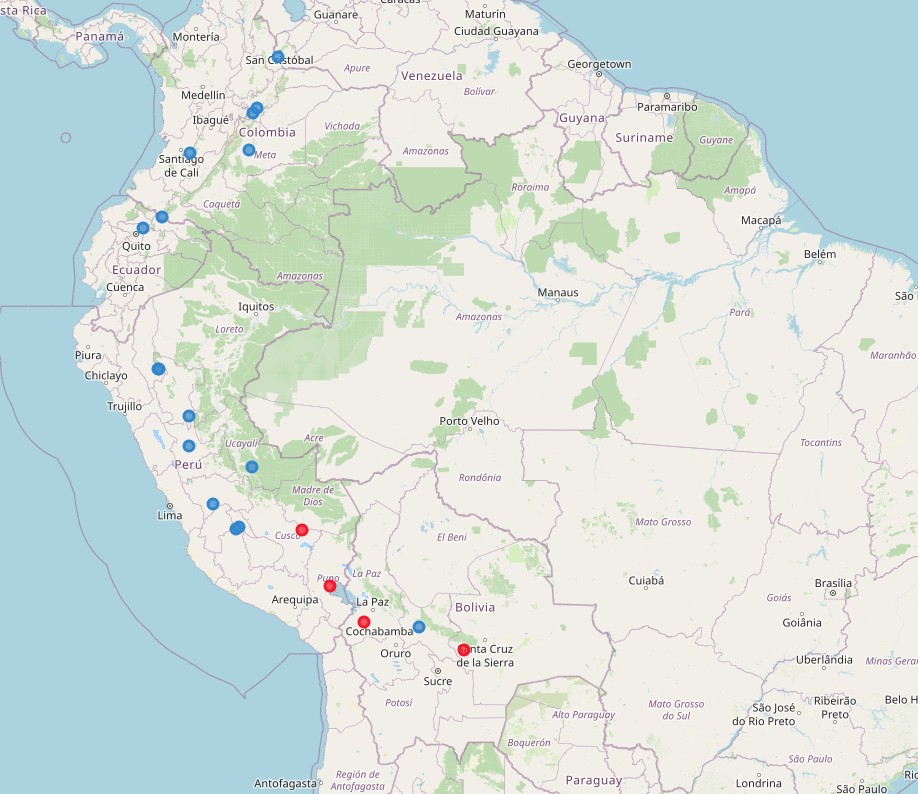 Caracas
sta Rica
Guanare
Maturín
Panamá
Montería
Ciudad Guayana
San Cristóbal
Apure
Georgetown
Venezuela
Medellín
Bolívar
Paramaribo
Ibagué
Guyana
Vichada
Colombia
Suriname
Guyane
Santiago
de Cali
Meta
Amazonas
Roraima
Amapá
Caquetá
Macapá
Quito
Belém
Ecuador
Amazonas
Cuenca
Manaus
São
Iquitos
Pará
Loreto
Amazonas
Piura
Maranhão
Chiclayo
Trujillo
Porto Velho
Acre
Ucayali
Tocantins
Perú
Rondônia
Madre de
Dios
Lima
Mato Grosso
Cusco
El Beni
Puno
La Paz
Cuiabá
Brasília
Arequipa
La Paz
Bolivia
Goiás
Goiânia
Cochabamba
nta Cruz
de la Sierra
Oruro
Uberlândia
Minas Gera
Sucre
Potosí
Alto Paraguay
Mato Grosso
do Sul
São José
do Rio Preto
Ribeirão
Preto
Belo H
Boquerón
São Paulo
Región de
Antofagasta
Antofagasta
Paraguay
Londrina
São Paulo
Ric